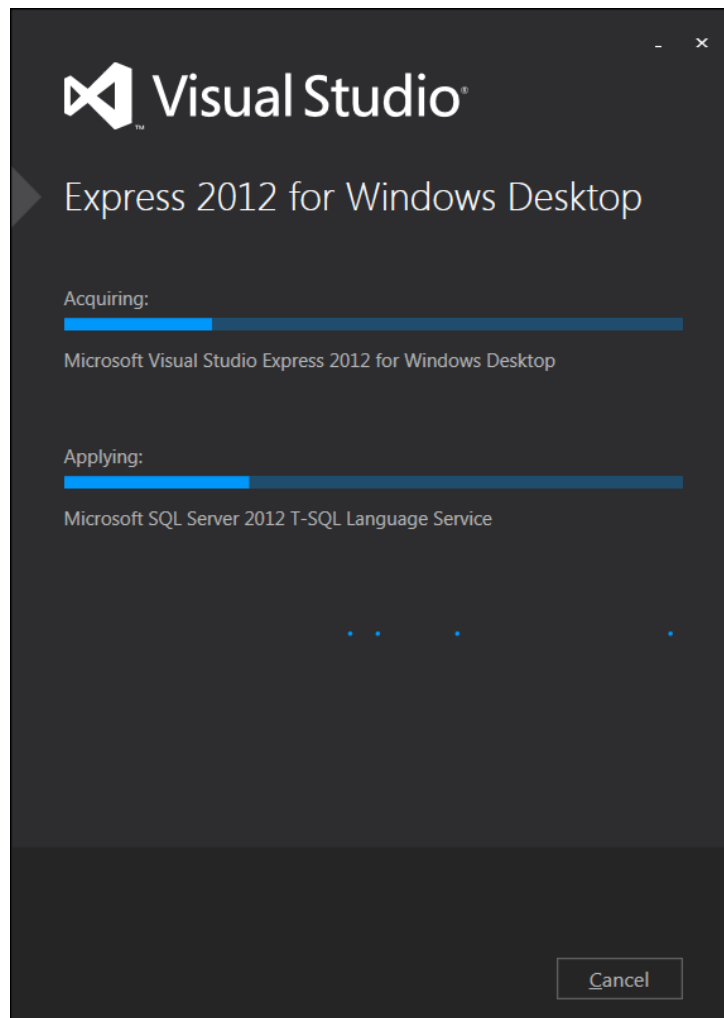 Visual Studio®
™
Express 2012 for Windows Desktop
Acquiring:
Microsoft Visual Studio Express 2012 for Windows Desktop
Applying:
Microsoft SQL Server 2012 T-SQL Language Service
Cancel